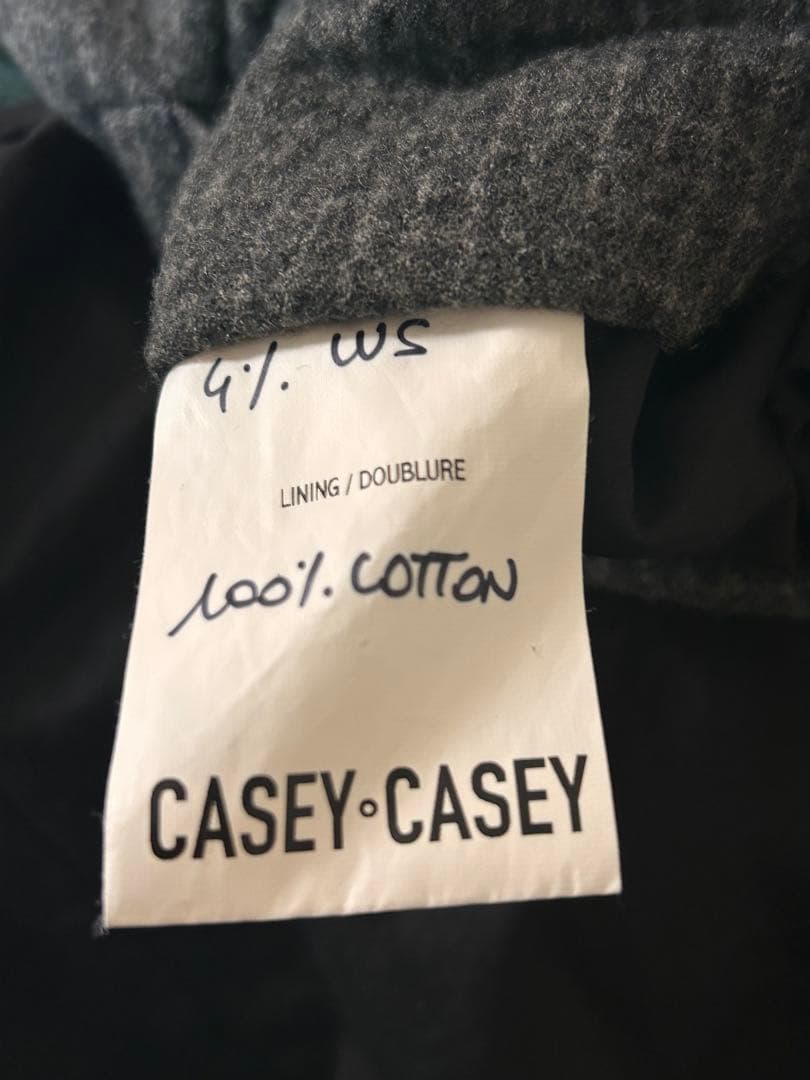 4%. WS
LINING / DOUBLURE
100%. COTTON
CASEY°CASEY